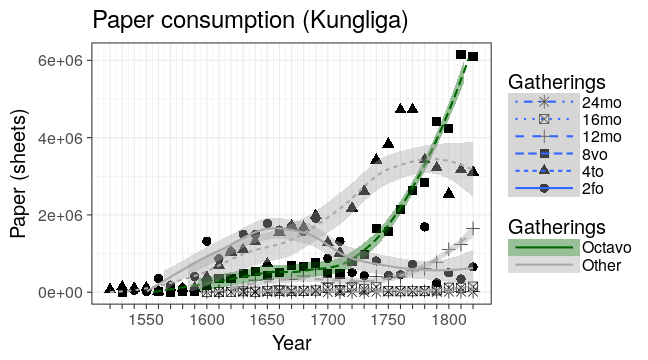 Paper consumption (Kungliga)
Paper (sheets)
6e+06
4e+06
2e+06
0e+00
1550 1600 1650 1700 1750 1800
Year
Gatherings
24mo
16mo
12mo
8vo
4to
2fo
Gatherings
Octavo
Other